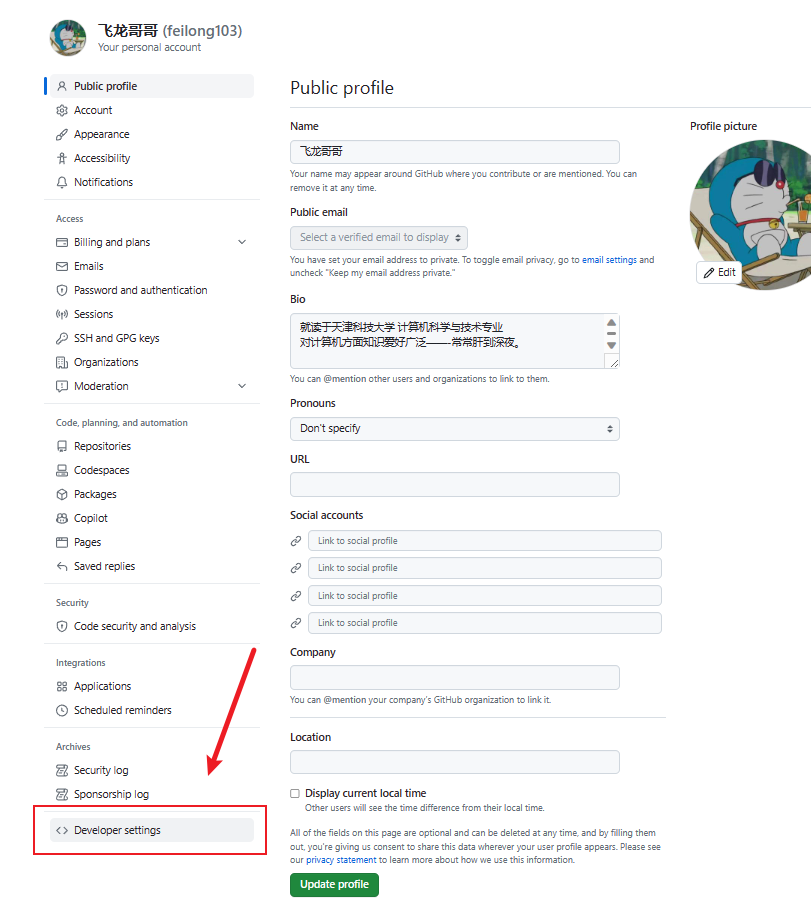 飞龙哥哥 (feilong103)
Your personal account
Public profile
Account
Appearance
Accessibility
Notifications
Access
Billing and plans
Emails
Password and authentication
Sessions
SSH and GPG keys
Organizations
Moderation
Code, planning, and automation
Repositories
Codespaces
Packages
Copilot
Pages
Saved replies
Security
Code security and analysis
Integrations
Applications
Scheduled reminders
Archives
Security log
Sponsorship log
Developer settings
Public profile
Name
飞龙哥哥
Your name may appear around GitHub where you contribute or are mentioned. You can
remove it at any time.
Public email
Select a verified email to display
You have set your email address to private. To toggle email privacy, go to email settings and
uncheck "Keep my email address private."
Bio
就读于天津科技大学 计算机科学与技术专业
对计算机方面知识爱好广泛——-常常肝到深夜。
You can @mention other users and organizations to link to them.
Pronouns
Don't specify
URL
Social accounts
Link to social profile
Link to social profile
Link to social profile
Link to social profile
Company
You can @mention your company's GitHub organization to link it.
Location
Display current local time
Other users will see the time difference from their local time.
All of the fields on this page are optional and can be deleted at any time, and by filling them
out, you're giving us consent to share this data wherever your user profile appears. Please see
our privacy statement to learn more about how we use this information.
Update profile
Profile picture
Edit